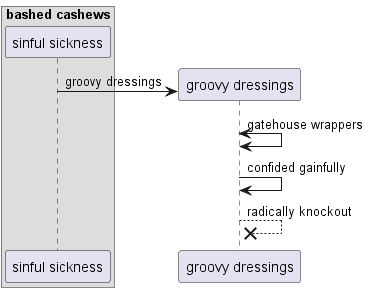 bashed cashews
sinful sickness
groovy dressings
groovy dressings
gatehouse wrappers
confided gainfully
radically knockout
sinful sickness
groovy dressings